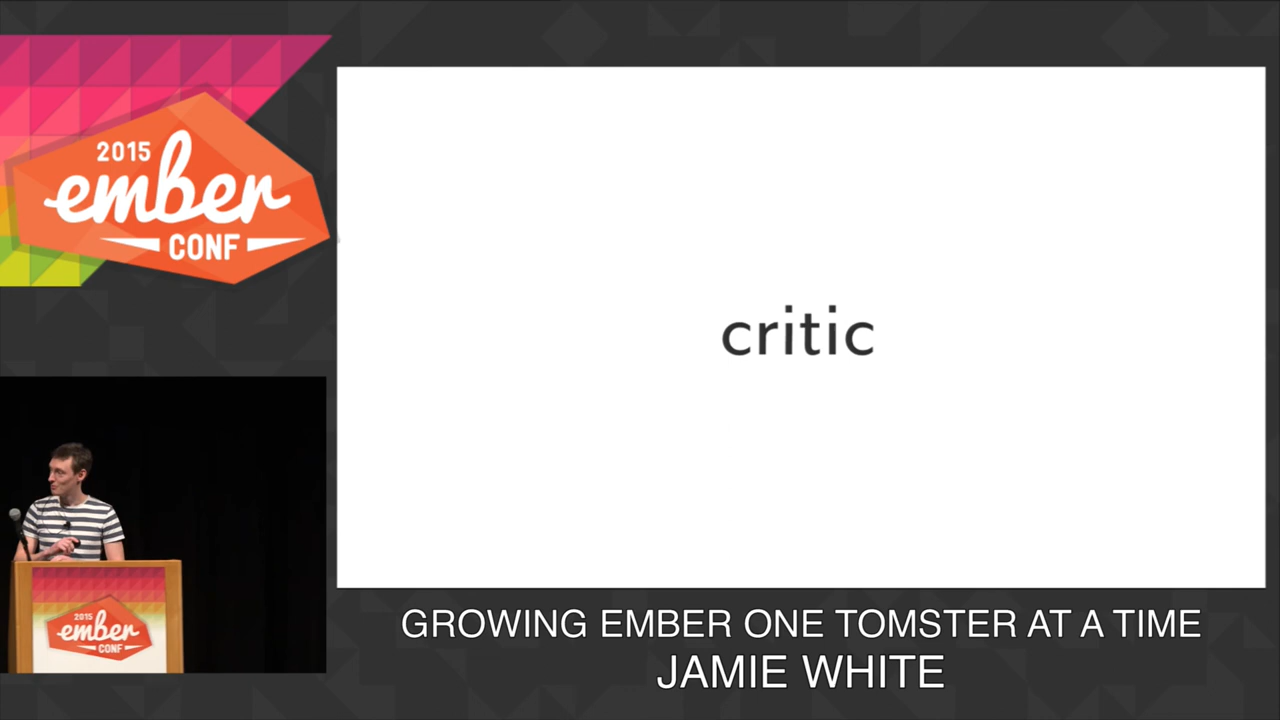 2015
ember
CONF
critic
2015
ember
CONF
GROWING EMBER ONE TOMSTER AT A TIME
JAMIE WHITE